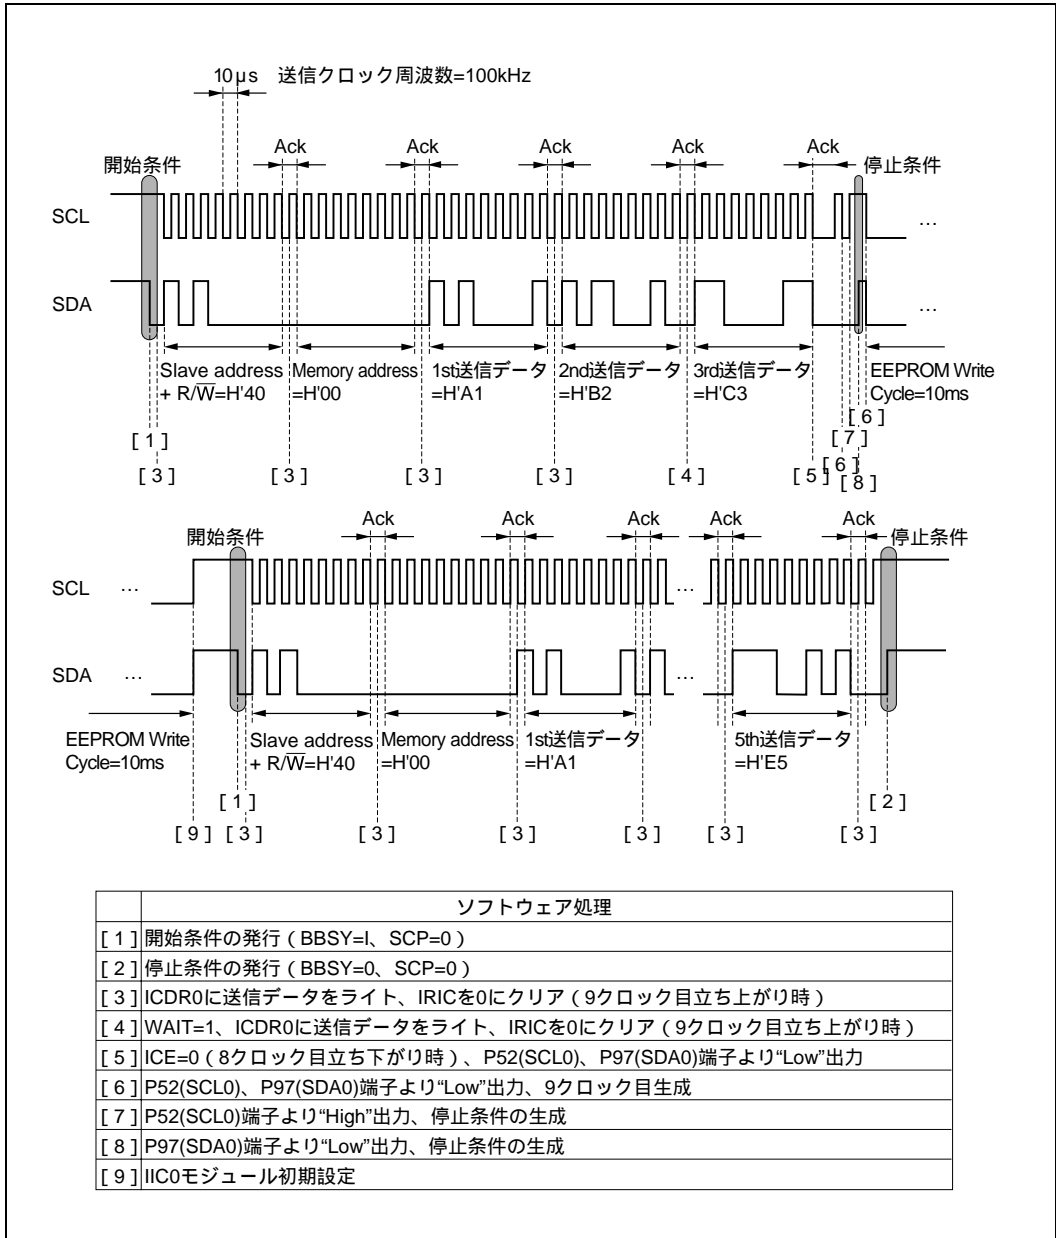 10μs 送信クロック周波数=100kHz
Ack Ack Ack Ack Ack
開始条件 停止条件
SCL …
SDA …
Slave address Memory address 1st送信データ 2nd送信データ 3rd送信データ EEPROM Write
+ R/W̅=H'40 =H'00 =H'A1 =H'B2 =H'C3 Cycle=10ms
[ 6 ]
[ 1 ] [ 7 ]
[ 3 ] [ 3 ] [ 3 ] [ 3 ] [ 4 ] [ 5 ] [ 6 ]
[ 8 ]
Ack Ack Ack Ack Ack
開始条件 停止条件
SCL … …
SDA … …
EEPROM Write Slave address Memory address 1st送信データ 5th送信データ
Cycle=10ms + R/W̅=H'40 =H'00 =H'A1 =H'E5
[ 1 ] [ 2 ]
[ 9 ] [ 3 ] [ 3 ] [ 3 ] [ 3 ] [ 3 ] [ 3 ]
ソフトウェア処理
[ 1 ] 開始条件の発行（BBSY=I、SCP=0）
[ 2 ] 停止条件の発行（BBSY=0、SCP=0）
[ 3 ] ICDR0に送信データをライト、IRICを0にクリア（9クロック目立ち上がり時）
[ 4 ] WAIT=1、ICDR0に送信データをライト、IRICを0にクリア（9クロック目立ち上がり時）
[ 5 ] ICE=0（8クロック目立ち下がり時）、P52(SCL0)、P97(SDA0)端子より“Low”出力
[ 6 ] P52(SCL0)、P97(SDA0)端子より“Low”出力、9クロック目生成
[ 7 ] P52(SCL0)端子より“High”出力、停止条件の生成
[ 8 ] P97(SDA0)端子より“Low”出力、停止条件の生成
[ 9 ] IIC0モジュール初期設定